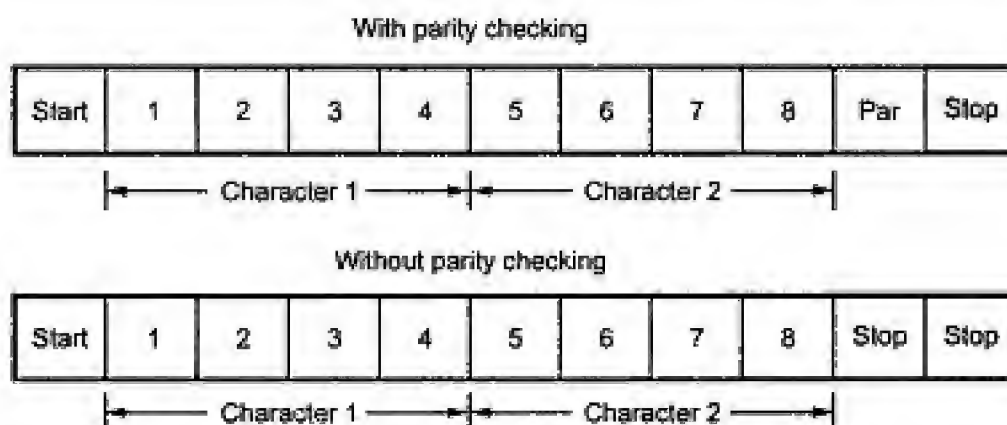 With parity checking
Start 1 2 3 4 5 6 7 8 Par Stop
Character 1 Character 2
Without parity checking
Start 1 2 3 4 5 6 7 8 Stop Stop
Character 1 Character 2